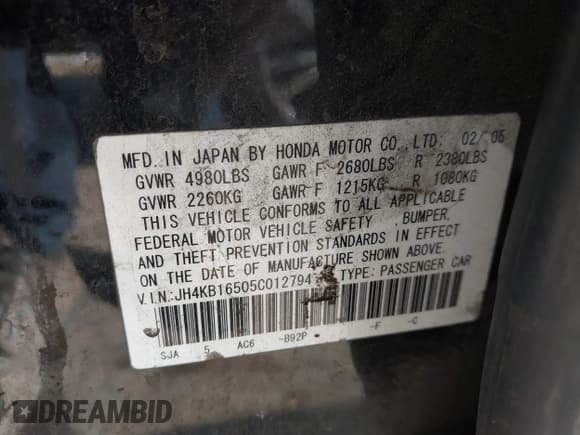 MFD. IN JAPAN BY HONDA MOTOR CO., LTD. 02/05
GVWR 4980LBS GAWR F 2680LBS R 2380LBS
GVWR 2260KG GAWR F 1215KG R 1080KG
THIS VEHICLE CONFORMS TO ALL APPLICABLE
FEDERAL MOTOR VEHICLE SAFETY , BUMPER,
AND THEFT PREVENTION STANDARDS IN EFFECT
ON THE DATE OF MANUFACTURE SHOWN ABOVE.
V.I.N.:JH4KB16505C012794 TYPE: PASSENGER CAR
SJA 5 AC6 -B92P -F -G
DREAMBID